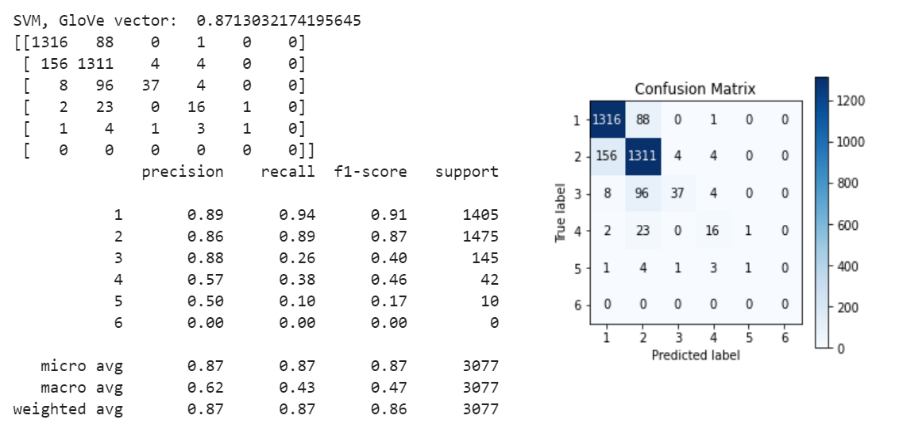 SVM, GloVe vector:  0.8713032174195645
[[1316   88    0    1    0    0]
 [ 156 1311    4    4    0    0]
 [   8   96   37    4    0    0]
 [   2   23    0   16    1    0]
 [   1    4    1    3    1    0]
 [   0    0    0    0    0    0]]
precision recall f1-score support
1 0.89 0.94 0.91 1405
2 0.86 0.89 0.87 1475
3 0.88 0.26 0.40 145
4 0.57 0.38 0.46 42
5 0.50 0.10 0.17 10
6 0.00 0.00 0.00 0
micro avg 0.87 0.87 0.87 3077
macro avg 0.62 0.43 0.47 3077
weighted avg 0.87 0.87 0.86 3077
Confusion Matrix
True label
1 1316 88 0 1 0 0
2 156 1311 4 4 0 0
3 8 96 37 4 0 0
4 2 23 0 16 1 0
5 1 4 1 3 1 0
6 0 0 0 0 0 0
1 2 3 4 5 6
Predicted label
1200
1000
800
600
400
200
0